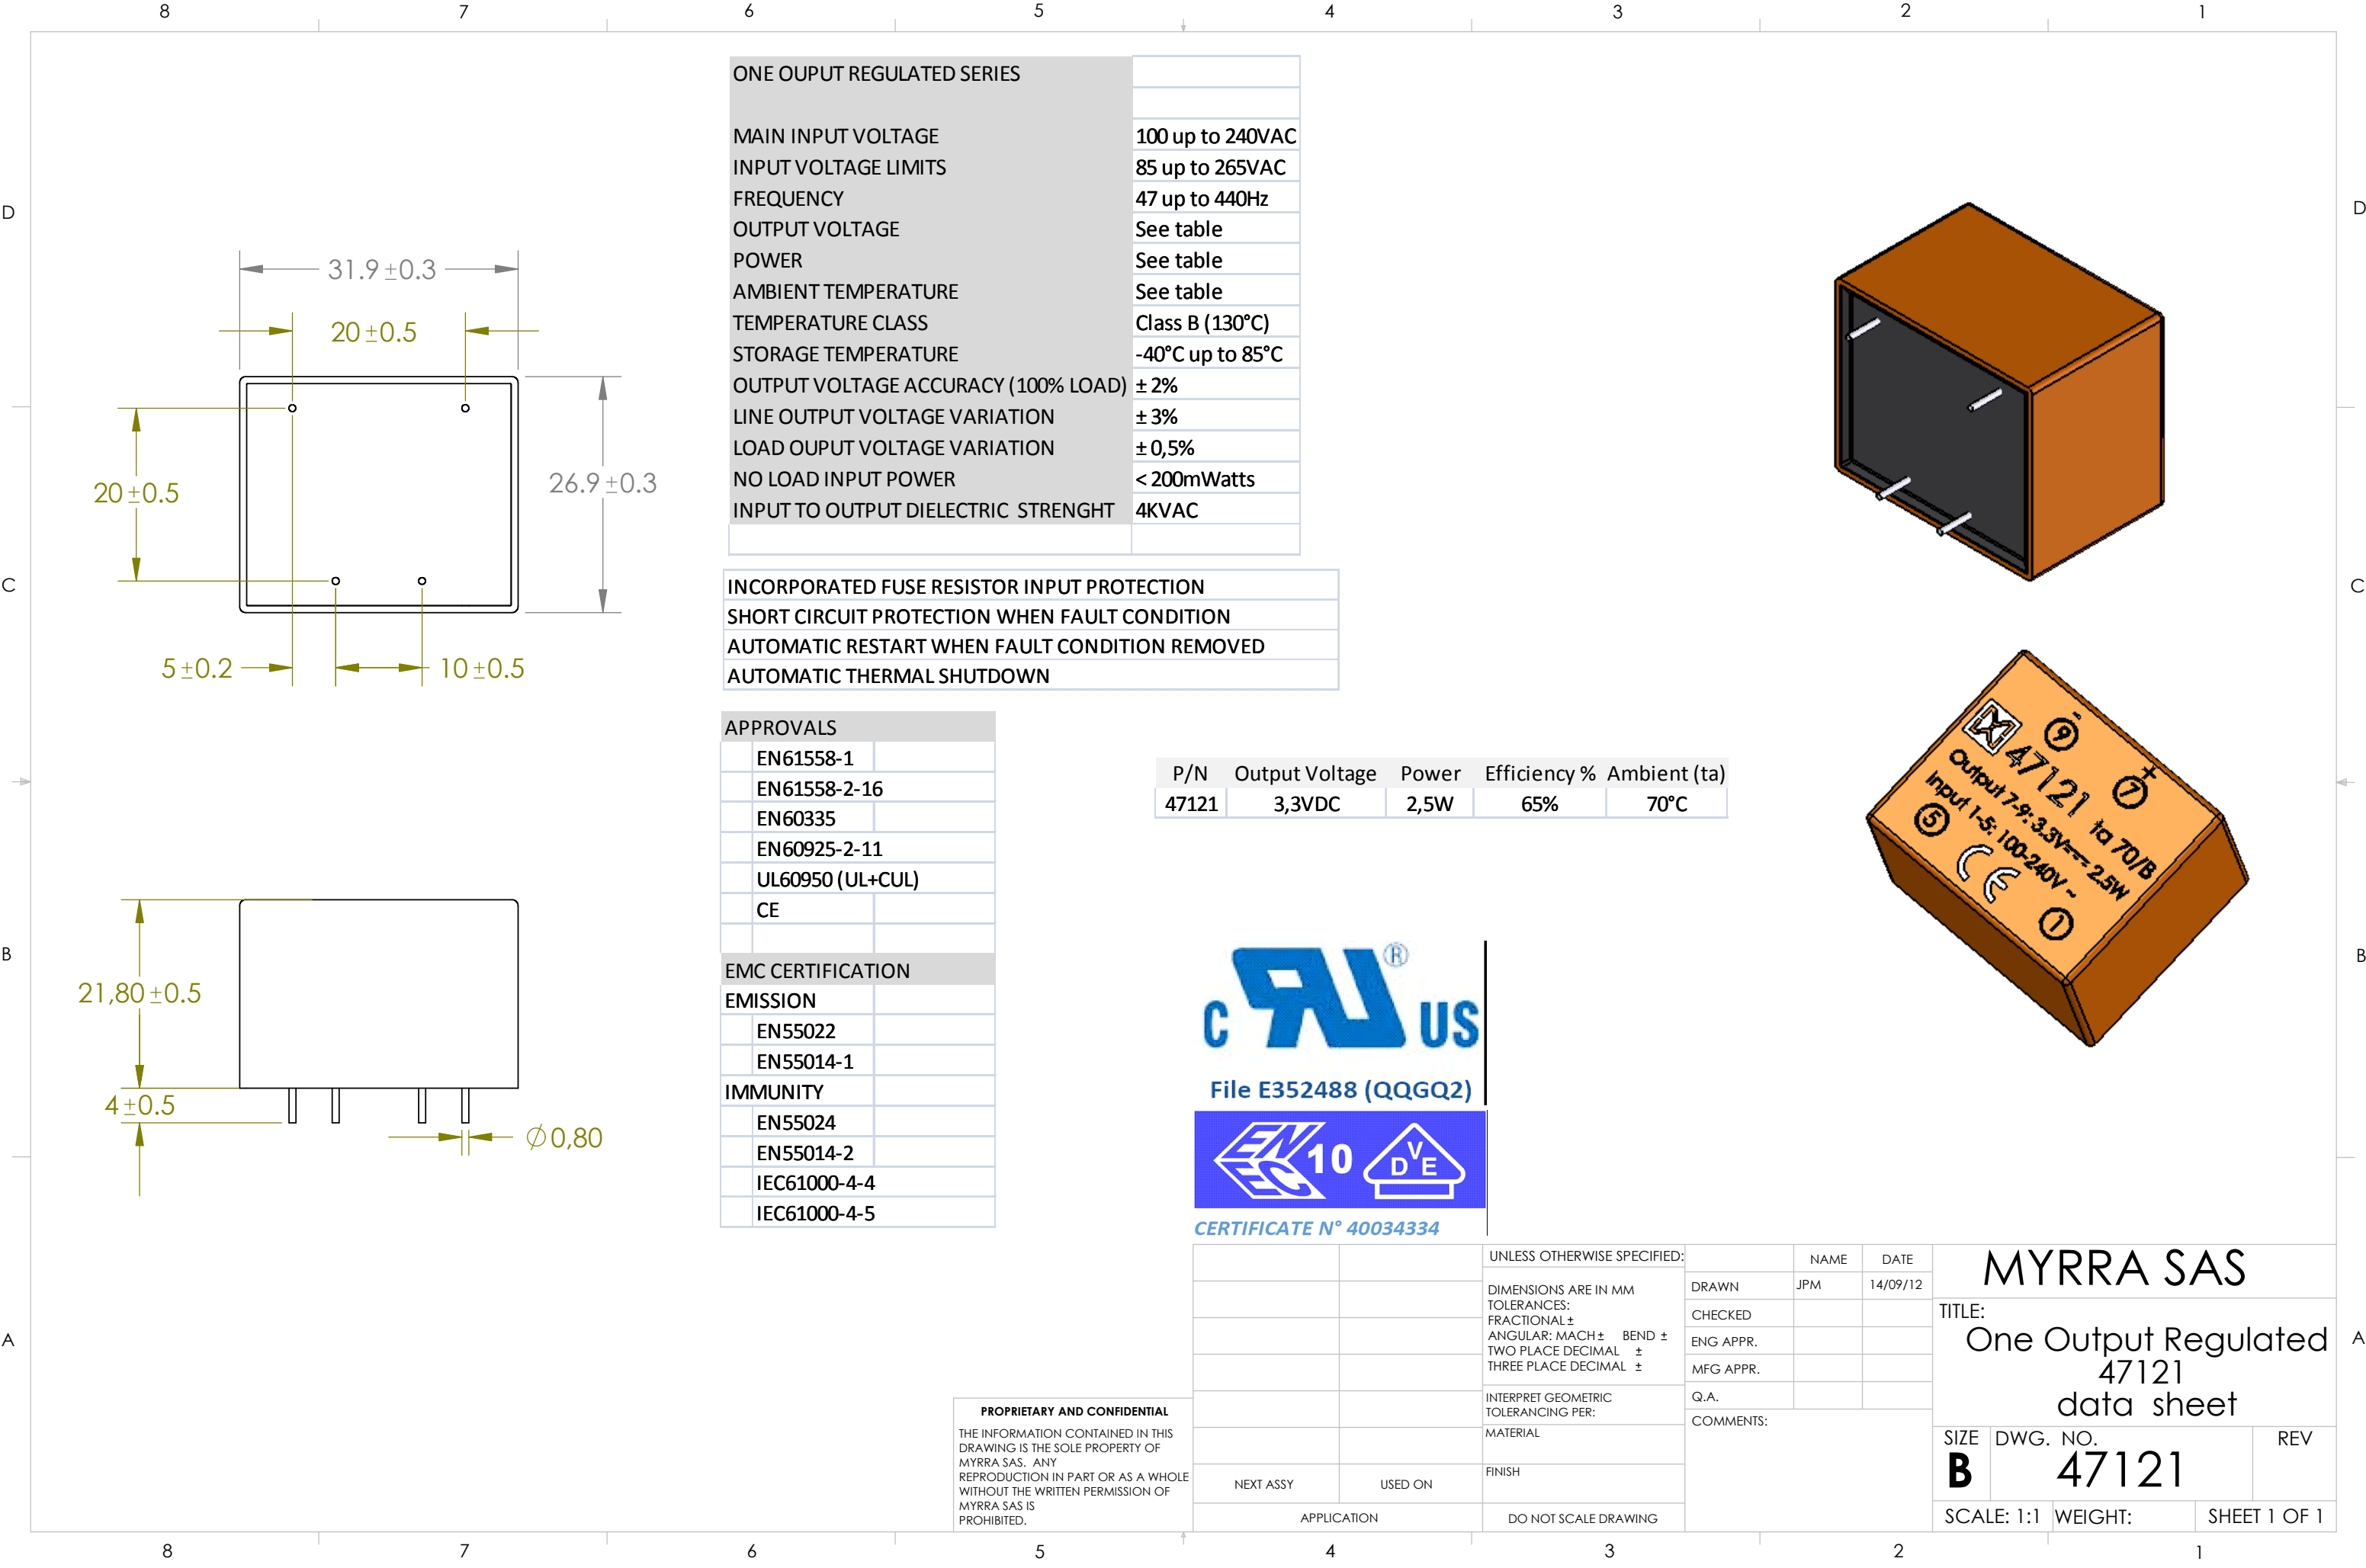 8 7 6 5 4 3 2 1
D
C
B
A
D
C
B
A
31.9±0.3
20±0.5
20±0.5
26.9±0.3
5±0.2
10±0.5
21,80±0.5
4±0.5
Ø0,80
ONE OUPUT REGULATED SERIES
MAIN INPUT VOLTAGE 100 up to 240VAC
INPUT VOLTAGE LIMITS 85 up to 265VAC
FREQUENCY 47 up to 440Hz
OUTPUT VOLTAGE See table
POWER See table
AMBIENT TEMPERATURE See table
TEMPERATURE CLASS Class B (130°C)
STORAGE TEMPERATURE -40°C up to 85°C
OUTPUT VOLTAGE ACCURACY (100% LOAD) ± 2%
LINE OUTPUT VOLTAGE VARIATION ± 3%
LOAD OUPUT VOLTAGE VARIATION ± 0,5%
NO LOAD INPUT POWER < 200mWatts
INPUT TO OUTPUT DIELECTRIC STRENGHT 4KVAC
INCORPORATED FUSE RESISTOR INPUT PROTECTION
SHORT CIRCUIT PROTECTION WHEN FAULT CONDITION
AUTOMATIC RESTART WHEN FAULT CONDITION REMOVED
AUTOMATIC THERMAL SHUTDOWN
APPROVALS
EN61558-1
EN61558-2-16
EN60335
EN60925-2-11
UL60950 (UL+CUL)
CE
EMC CERTIFICATION
EMISSION
EN55022
EN55014-1
IMMUNITY
EN55024
EN55014-2
IEC61000-4-4
IEC61000-4-5
P/N Output Voltage Power Efficiency % Ambient (ta)
47121 3,3VDC 2,5W 65% 70°C
9 - 7 +
47121 ta 70/B
Output 7-9: 3.3V⎓ 2.5W
Input 1-5: 100-240V ~
5 CE 1
C RU US ®
File E352488 (QQGQ2)
ENEC 10 DVE
CERTIFICATE N° 40034334
UNLESS OTHERWISE SPECIFIED:
DIMENSIONS ARE IN MM
TOLERANCES:
FRACTIONAL ±
ANGULAR: MACH ± BEND ±
TWO PLACE DECIMAL ±
THREE PLACE DECIMAL ±
INTERPRET GEOMETRIC
TOLERANCING PER:
MATERIAL
FINISH
DO NOT SCALE DRAWING
NEXT ASSY USED ON
APPLICATION
NAME DATE
DRAWN JPM 14/09/12
CHECKED
ENG APPR.
MFG APPR.
Q.A.
COMMENTS:
PROPRIETARY AND CONFIDENTIAL
THE INFORMATION CONTAINED IN THIS
DRAWING IS THE SOLE PROPERTY OF
MYRRA SAS. ANY
REPRODUCTION IN PART OR AS A WHOLE
WITHOUT THE WRITTEN PERMISSION OF
MYRRA SAS IS
PROHIBITED.
MYRRA SAS
TITLE:
One Output Regulated
47121
data sheet
SIZE DWG. NO. REV
B 47121
SCALE: 1:1 WEIGHT: SHEET 1 OF 1
8 7 6 5 4 3 2 1